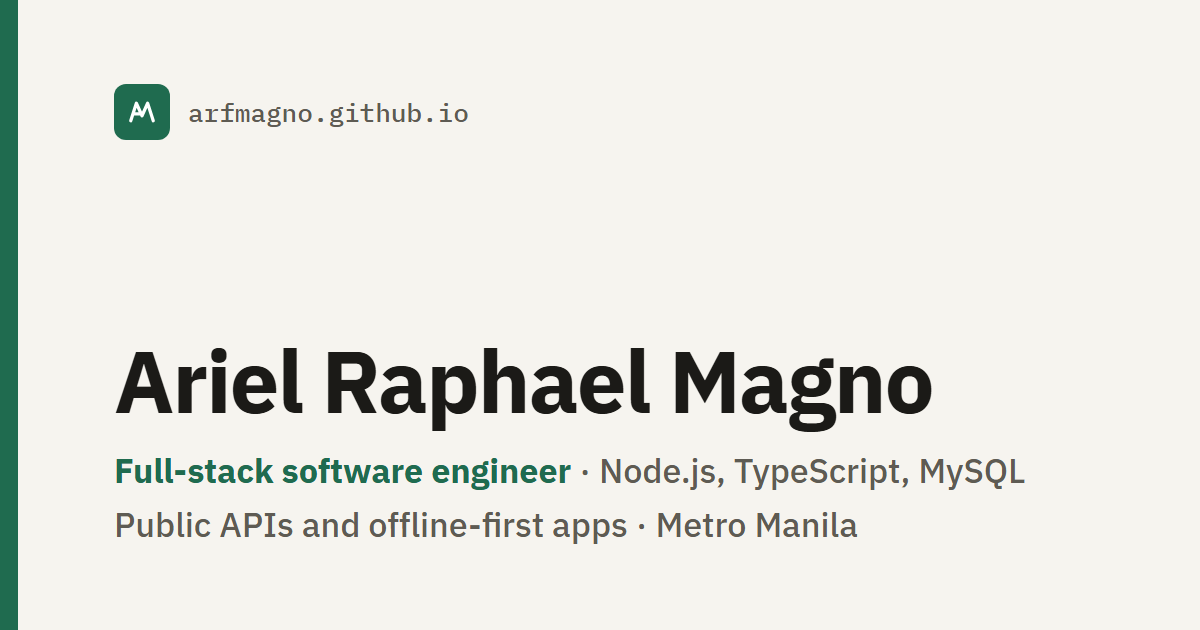 arfmagno.github.io
Ariel Raphael Magno
Full-stack software engineer · Node.js, TypeScript, MySQL
Public APIs and offline-first apps · Metro Manila